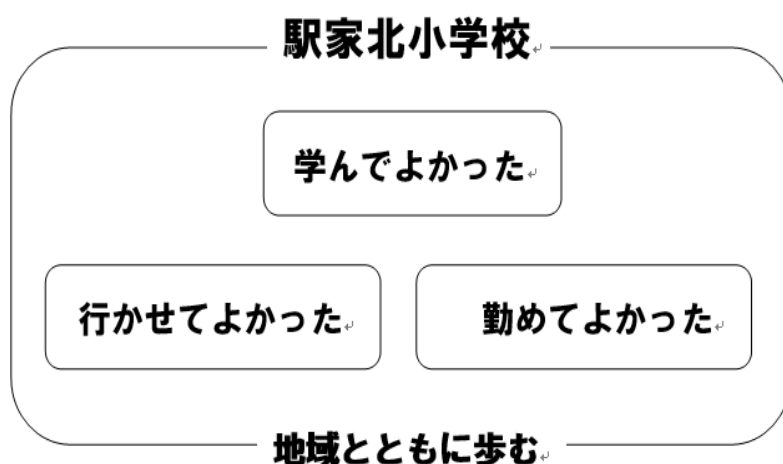 駅家北小学校
学んでよかった
行かせてよかった
勤めてよかった
地域とともに歩む